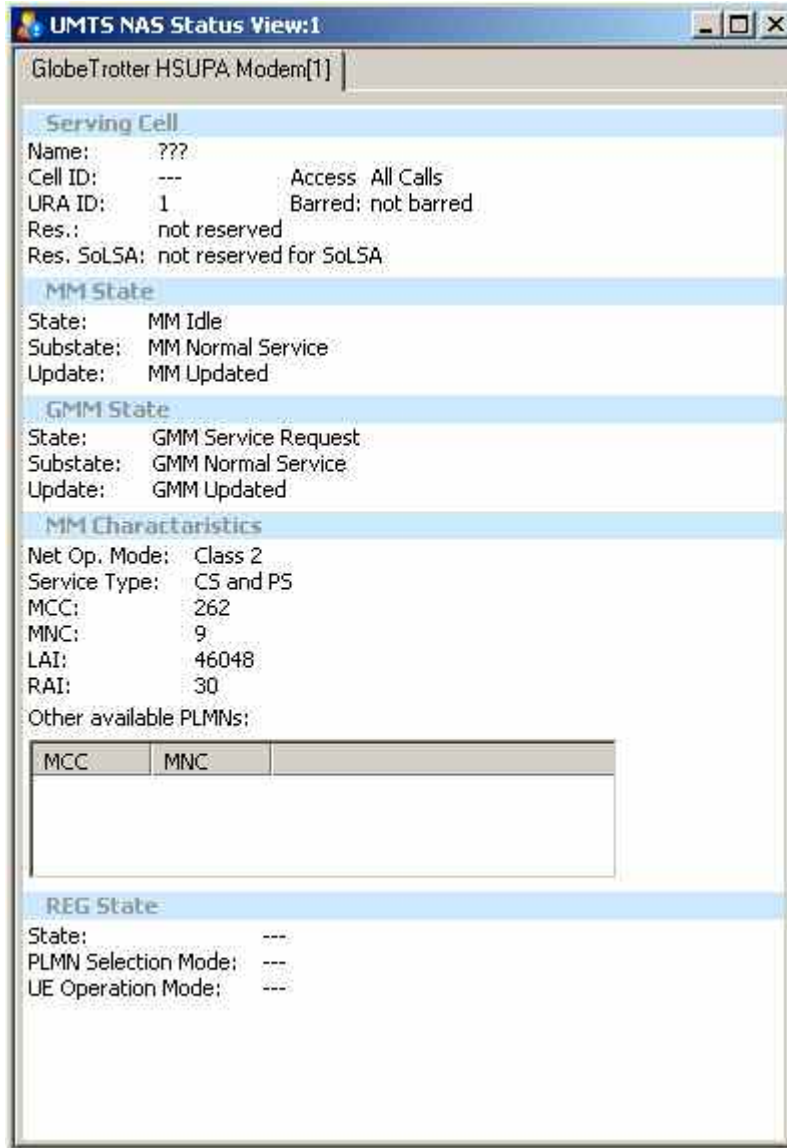 UMTS NAS Status View:1
GlobeTrotter HSUPA Modem[1]
Serving Cell
Name: ???
Cell ID: --- Access All Calls
URA ID: 1 Barred: not barred
Res.: not reserved
Res. SoLSA: not reserved for SoLSA
MM State
State: MM Idle
Substate: MM Normal Service
Update: MM Updated
GMM State
State: GMM Service Request
Substate: GMM Normal Service
Update: GMM Updated
MM Charactaristics
Net Op. Mode: Class 2
Service Type: CS and PS
MCC: 262
MNC: 9
LAI: 46048
RAI: 30
Other available PLMNs:
MCC MNC
REG State
State: ---
PLMN Selection Mode: ---
UE Operation Mode: ---